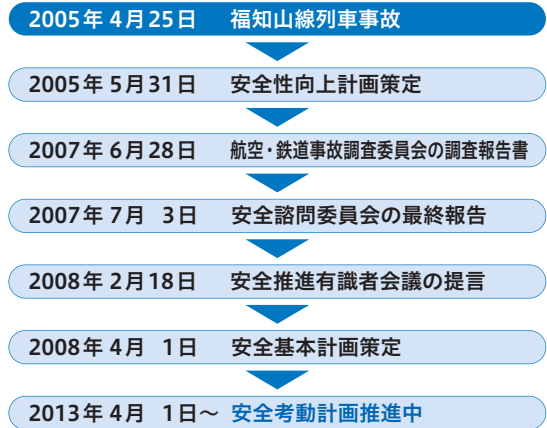 2005年 4月25日 福知山線列車事故
2005年 5月31日 安全性向上計画策定
2007年 6月28日 航空・鉄道事故調査委員会の調査報告書
2007年 7月 3日 安全諮問委員会の最終報告
2008年 2月18日 安全推進有識者会議の提言
2008年 4月 1日 安全基本計画策定
2013年 4月 1日～ 安全考動計画推進中